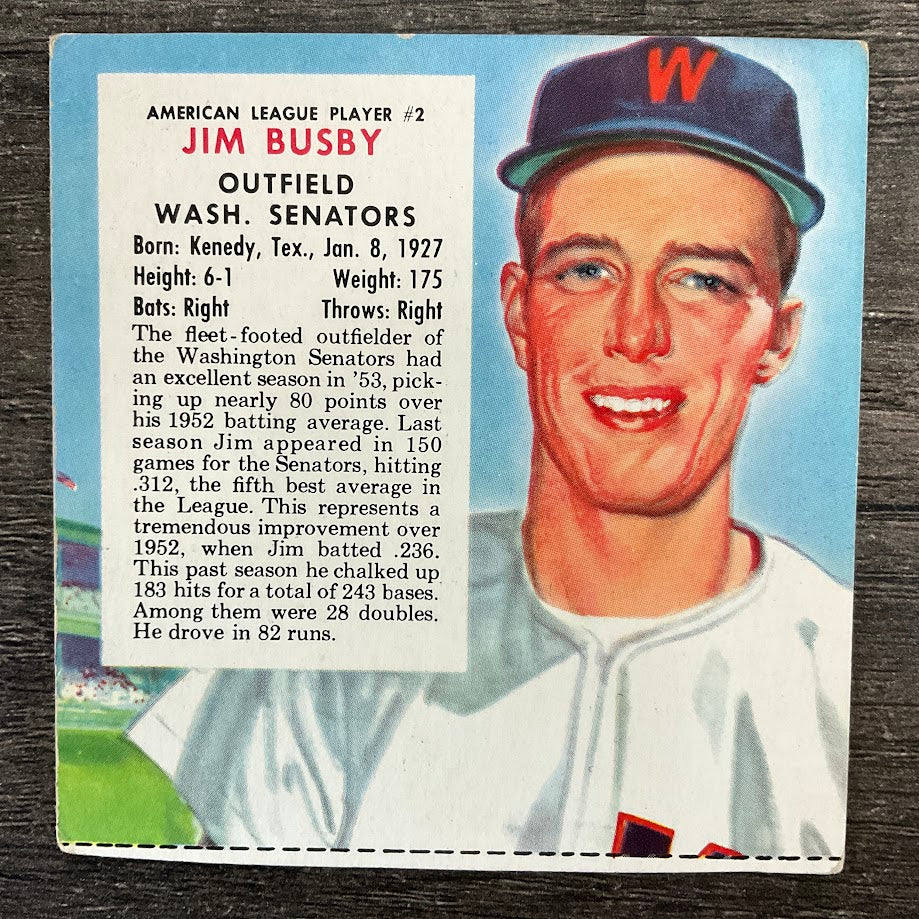 AMERICAN LEAGUE PLAYER #2
JIM BUSBY
OUTFIELD
WASH. SENATORS
Born: Kenedy, Tex., Jan. 8, 1927
Height: 6-1 Weight: 175
Bats: Right Throws: Right
The fleet-footed outfielder of
the Washington Senators had
an excellent season in '53, pick-
ing up nearly 80 points over
his 1952 batting average. Last
season Jim appeared in 150
games for the Senators, hitting
.312, the fifth best average in
the League. This represents a
tremendous improvement over
1952, when Jim batted .236.
This past season he chalked up
183 hits for a total of 243 bases.
Among them were 28 doubles.
He drove in 82 runs.
W